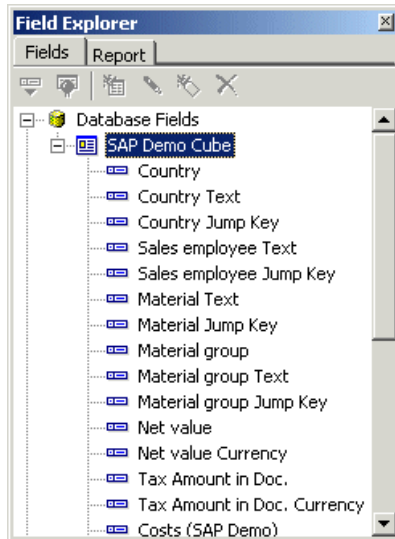 Field Explorer
Fields Report
Database Fields
SAP Demo Cube
Country
Country Text
Country Jump Key
Sales employee Text
Sales employee Jump Key
Material Text
Material Jump Key
Material group
Material group Text
Material group Jump Key
Net value
Net value Currency
Tax Amount in Doc.
Tax Amount in Doc. Currency
Costs (SAP Demo)